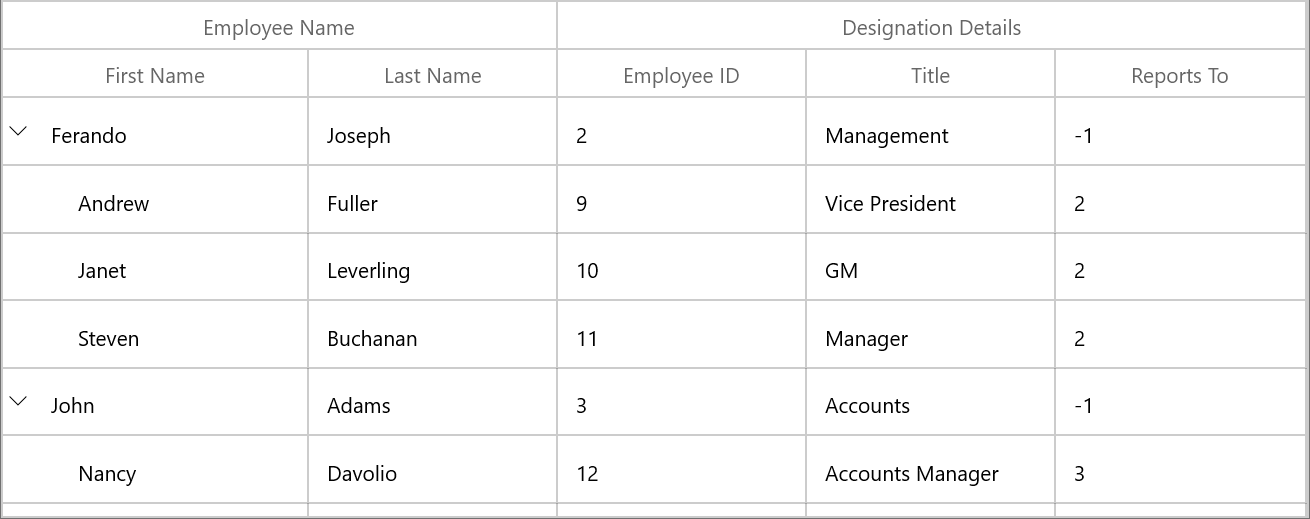 Employee Name Designation Details
First Name Last Name Employee ID Title Reports To
Ferando Joseph 2 Management -1
Andrew Fuller 9 Vice President 2
Janet Leverling 10 GM 2
Steven Buchanan 11 Manager 2
John Adams 3 Accounts -1
Nancy Davolio 12 Accounts Manager 3